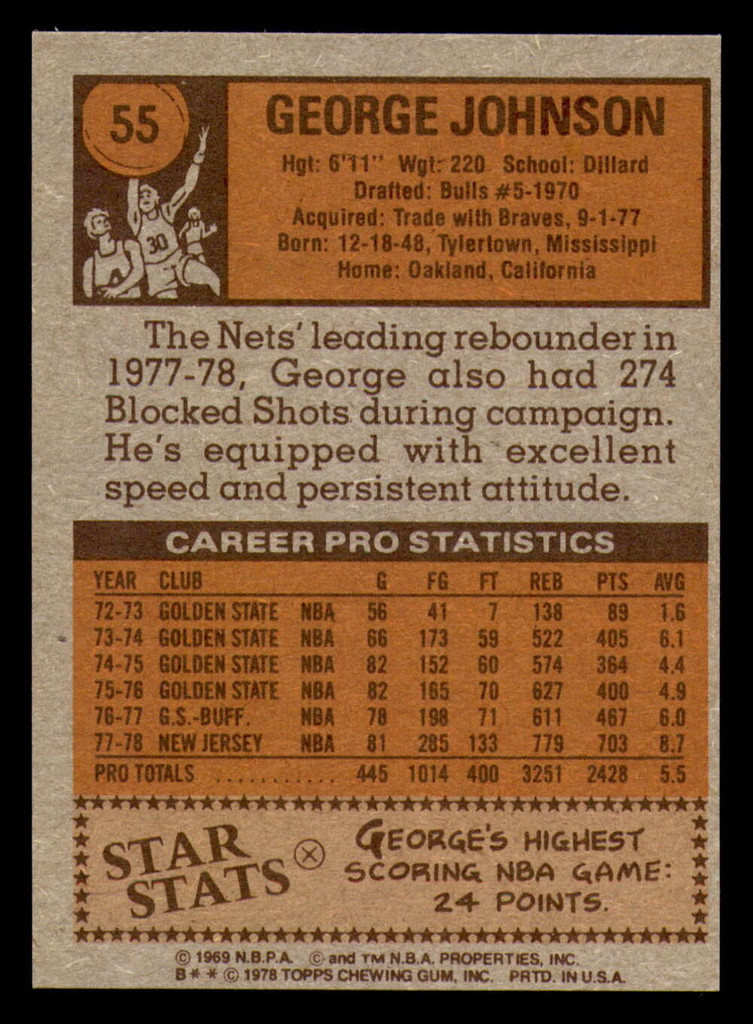 55
GEORGE JOHNSON
Hgt: 6'11" Wgt: 220 School: Dillard
Drafted: Bulls #5-1970
Acquired: Trade with Braves, 9-1-77
Born: 12-18-48, Tylertown, Mississippi
Home: Oakland, California
30
The Nets' leading rebounder in
1977-78, George also had 274
Blocked Shots during campaign.
He's equipped with excellent
speed and persistent attitude.
CAREER PRO STATISTICS
YEAR CLUB G FG FT REB PTS AVG
72-73 GOLDEN STATE NBA 56 41 7 138 89 1.6
73-74 GOLDEN STATE NBA 66 173 59 522 405 6.1
74-75 GOLDEN STATE NBA 82 152 60 574 364 4.4
75-76 GOLDEN STATE NBA 82 165 70 627 400 4.9
76-77 G.S.-BUFF. NBA 78 198 71 611 467 6.0
77-78 NEW JERSEY NBA 81 285 133 779 703 8.7
PRO TOTALS ........... 445 1014 400 3251 2428 5.5
STAR
STATS
GEORGE'S HIGHEST
SCORING NBA GAME:
24 POINTS.
© 1969 N.B.P.A. © and TM N.B.A. PROPERTIES, INC.
B** © 1978 TOPPS CHEWING GUM, INC. PRTD. IN U.S.A.